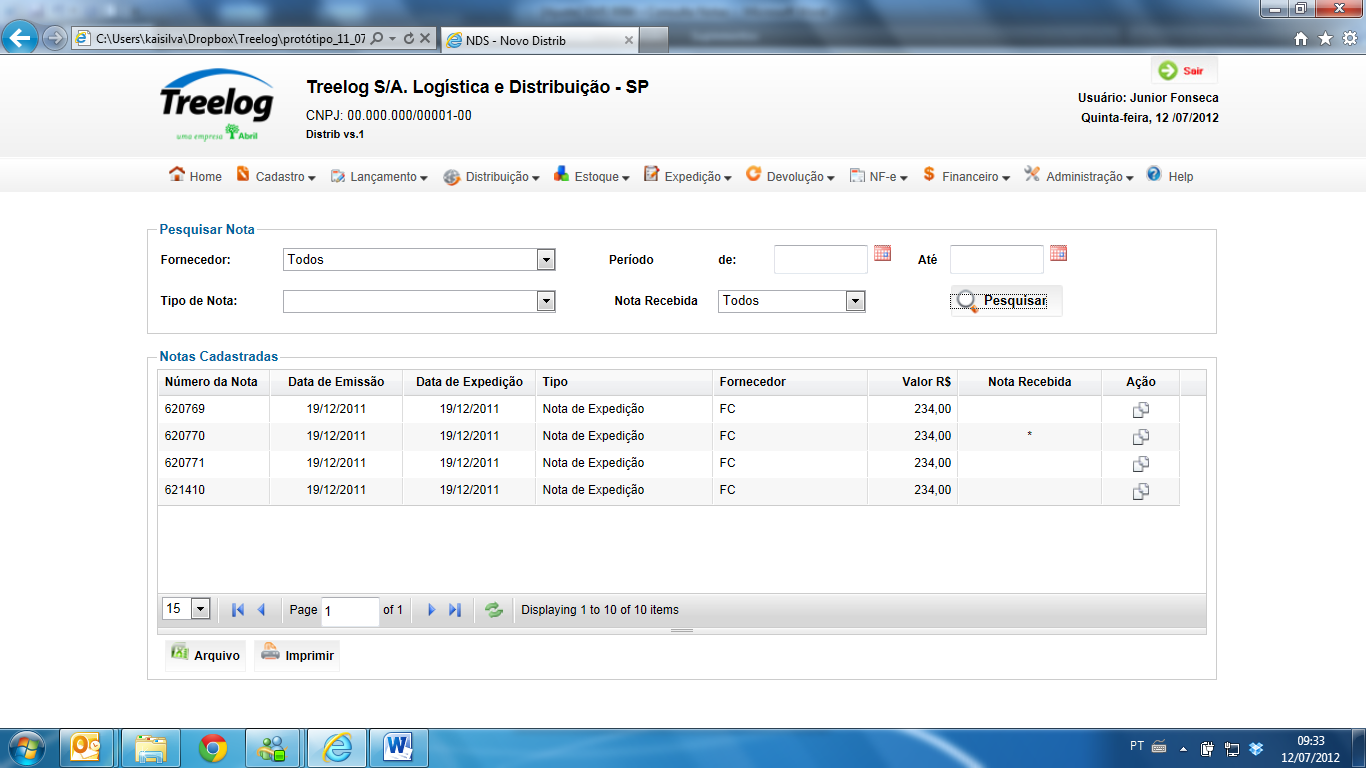 C:\Users\kaisilva\Dropbox\Treelog\protótipo_11_07
NDS - Novo Distrib
Treelog
uma empresa Abril
Treelog S/A. Logística e Distribuição - SP
CNPJ: 00.000.000/00001-00
Distrib vs.1
Sair
Usuário: Junior Fonseca
Quinta-feira, 12 /07/2012
Home Cadastro Lançamento Distribuição Estoque Expedição Devolução NF-e Financeiro Administração Help
Pesquisar Nota
Fornecedor: Todos Período de: Até
Tipo de Nota: Nota Recebida Todos Pesquisar
Notas Cadastradas
Número da Nota Data de Emissão Data de Expedição Tipo Fornecedor Valor R$ Nota Recebida Ação
620769 19/12/2011 19/12/2011 Nota de Expedição FC 234,00
620770 19/12/2011 19/12/2011 Nota de Expedição FC 234,00 *
620771 19/12/2011 19/12/2011 Nota de Expedição FC 234,00
621410 19/12/2011 19/12/2011 Nota de Expedição FC 234,00
15 Page 1 of 1 Displaying 1 to 10 of 10 items
Arquivo Imprimir
PT 09:33
12/07/2012